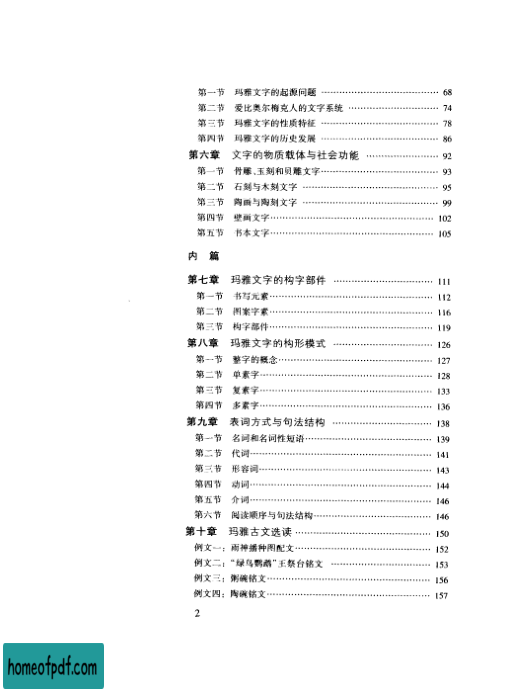 第一节 玛雅文字的起源问题 …… 68
第二节 爱比奥尔梅克人的文字系统 …… 74
第三节 玛雅文字的性质特征 …… 78
第四节 玛雅文字的历史发展 …… 86
第六章 文字的物质载体与社会功能 …… 92
第一节 骨雕、玉刻和贝雕文字 …… 93
第二节 石刻与木刻文字 …… 95
第三节 陶画与陶刻文字 …… 99
第四节 壁画文字 …… 102
第五节 书本文字 …… 105
内 篇
第七章 玛雅文字的构字部件 …… 111
第一节 书写元素 …… 112
第二节 图案字素 …… 116
第三节 构字部件 …… 119
第八章 玛雅文字的构形模式 …… 126
第一节 整字的概念 …… 127
第二节 单素字 …… 128
第三节 复素字 …… 133
第四节 多素字 …… 136
第九章 表词方式与句法结构 …… 138
第一节 名词和名词性短语 …… 139
第二节 代词 …… 141
第三节 形容词 …… 143
第四节 动词 …… 144
第五节 介词 …… 146
第六节 阅读顺序与句法结构 …… 146
第十章 玛雅古文选读 …… 150
例文一：雨神播种图配文 …… 152
例文二：“绿鸟鹦鹉”王祭台铭文 …… 153
例文三：粥碗铭文 …… 156
例文四：陶碗铭文 …… 157
2
homeofpdf.com